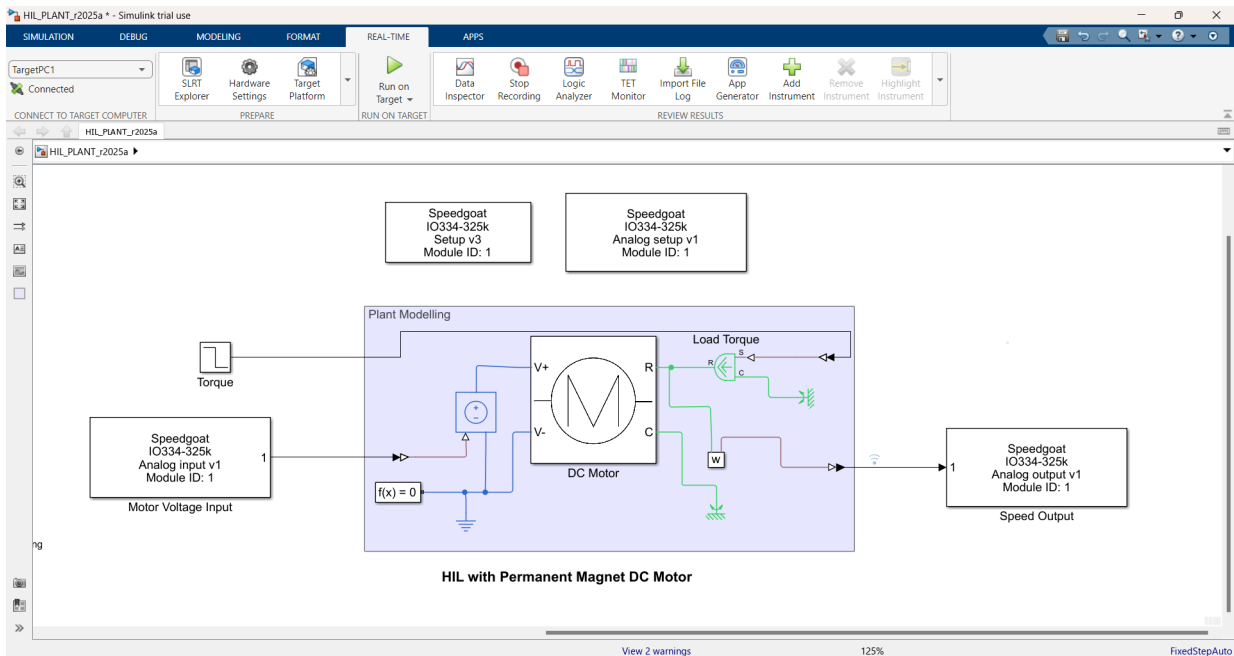 HIL_PLANT_r2025a * - Simulink trial use
SIMULATION DEBUG MODELING FORMAT REAL-TIME APPS
TargetPC1
Connected
SLRT Explorer
Hardware Settings
Target Platform
Run on Target
Data Inspector
Stop Recording
Logic Analyzer
TET Monitor
Import File Log
App Generator
Add Instrument
Remove Instrument
Highlight Instrument
CONNECT TO TARGET COMPUTER PREPARE RUN ON TARGET REVIEW RESULTS
HIL_PLANT_r2025a
HIL_PLANT_r2025a
Speedgoat
IO334-325k
Setup v3
Module ID: 1
Speedgoat
IO334-325k
Analog setup v1
Module ID: 1
Plant Modelling
Load Torque
S
R
C
Torque
V+
V-
R
C
M
DC Motor
Speedgoat
IO334-325k
Analog input v1
Module ID: 1
1
Motor Voltage Input
f(x) = 0
W
1
Speedgoat
IO334-325k
Analog output v1
Module ID: 1
Speed Output
ng
HIL with Permanent Magnet DC Motor
View 2 warnings 125% FixedStepAuto